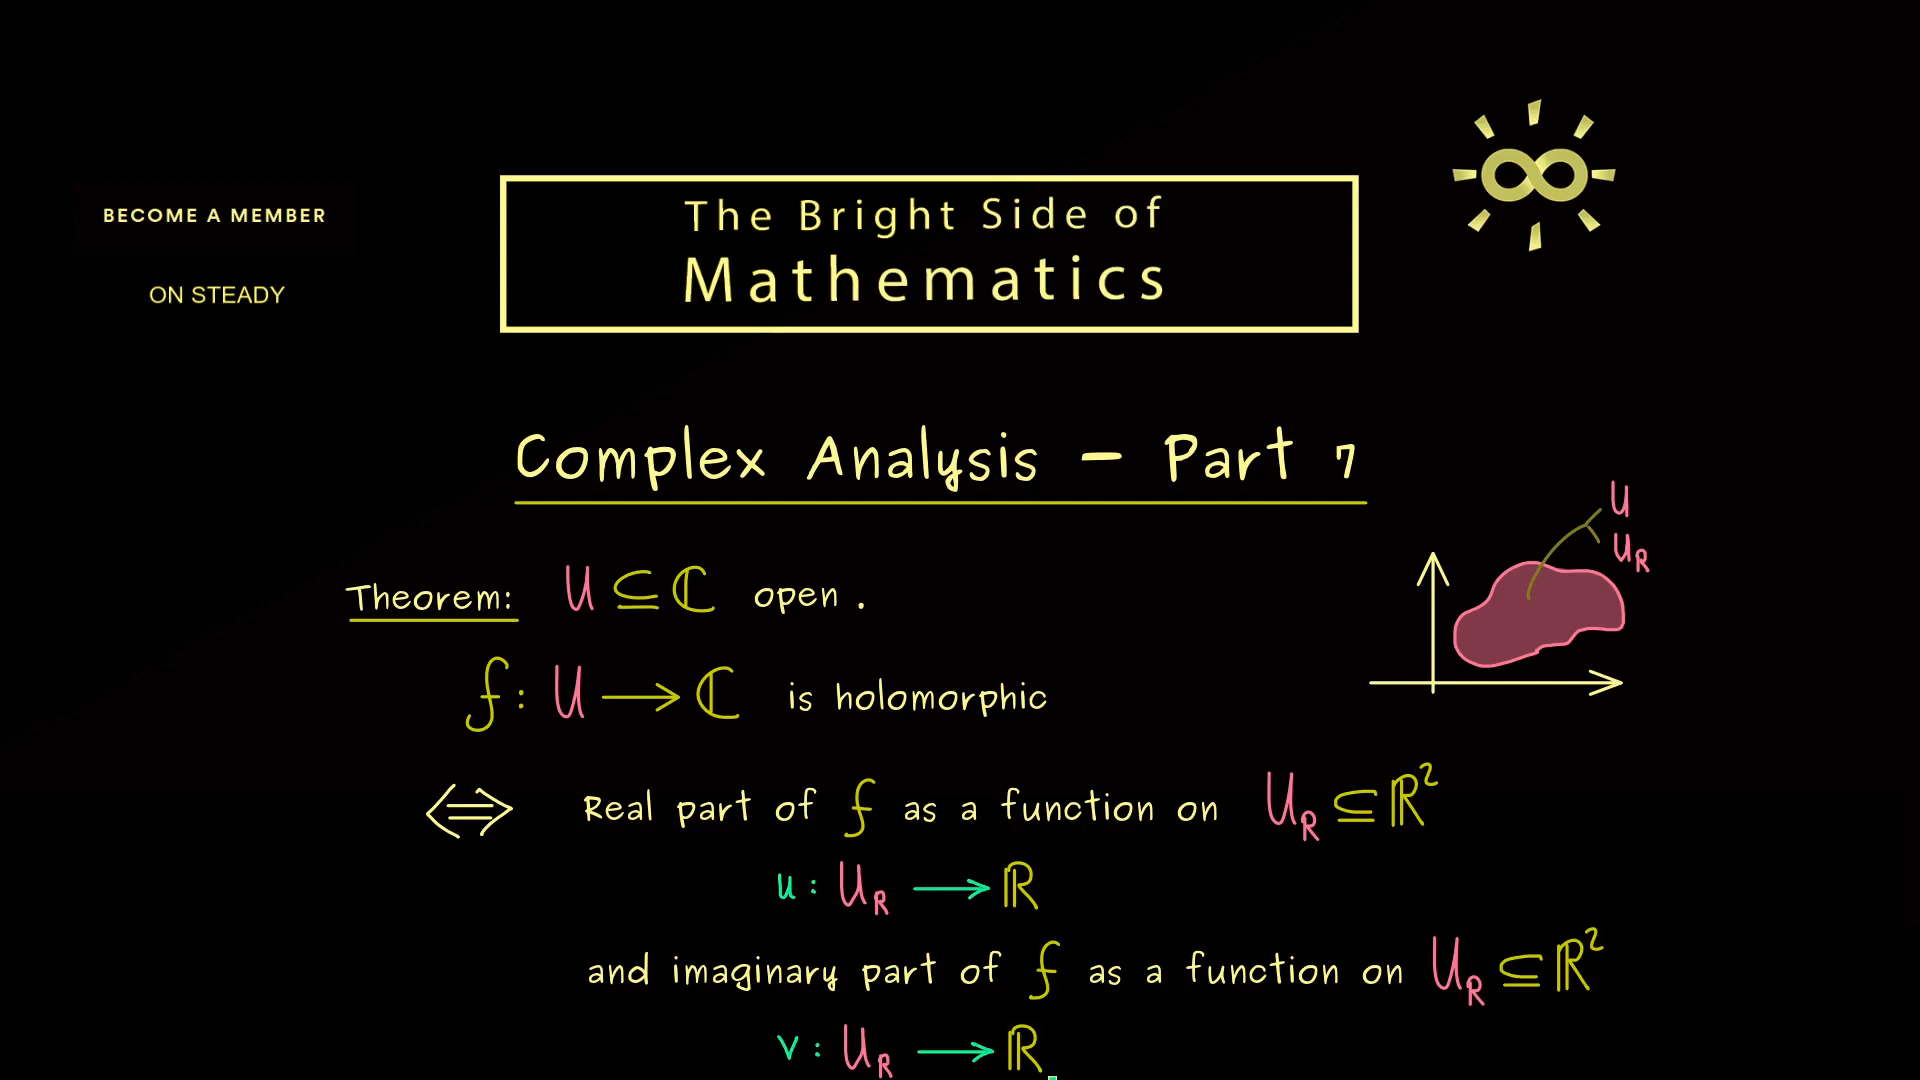 BECOME A MEMBER
ON STEADY
The Bright Side of
Mathematics
Complex Analysis – Part 7
U
U_R
Theorem: U ⊆ ℂ open .
f : U ⟶ ℂ is holomorphic
⟺ Real part of f as a function on U_R ⊆ ℝ²
u : U_R ⟶ ℝ
and imaginary part of f as a function on U_R ⊆ ℝ²
v : U_R ⟶ ℝ